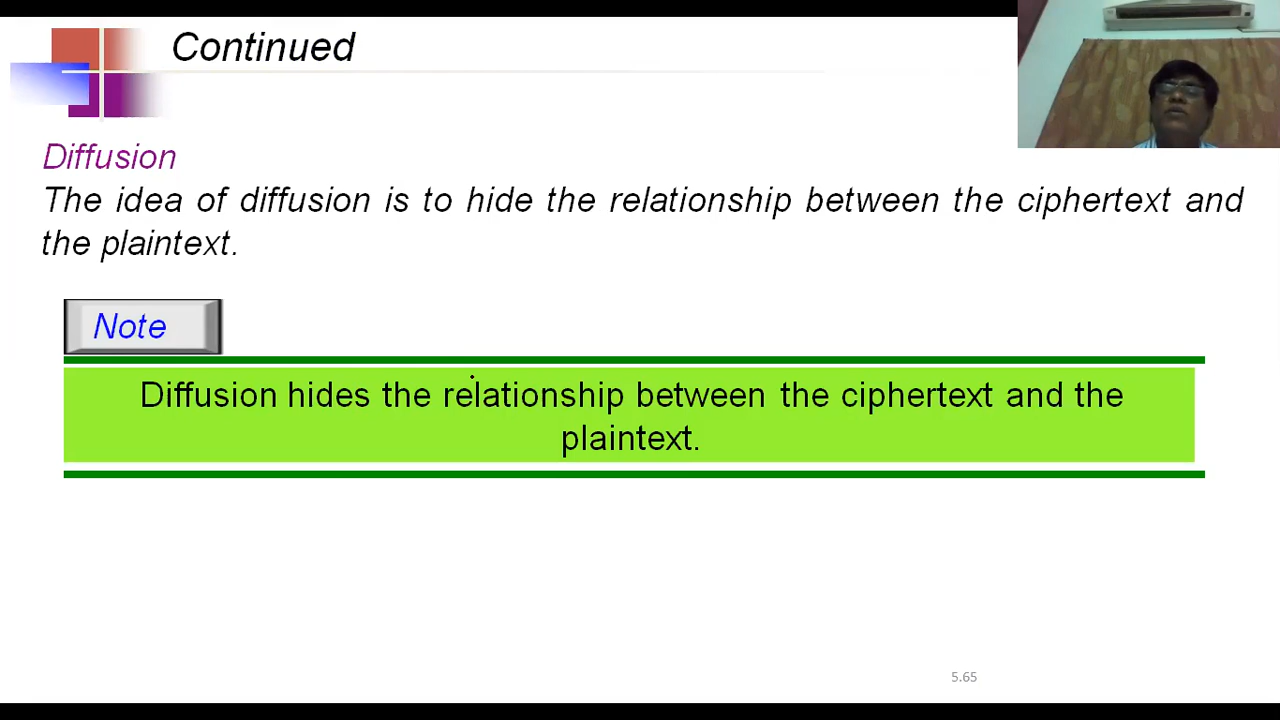 Continued
Diffusion
The idea of diffusion is to hide the relationship between the ciphertext and
the plaintext.
Note
Diffusion hides the relationship between the ciphertext and the
plaintext.
5.65